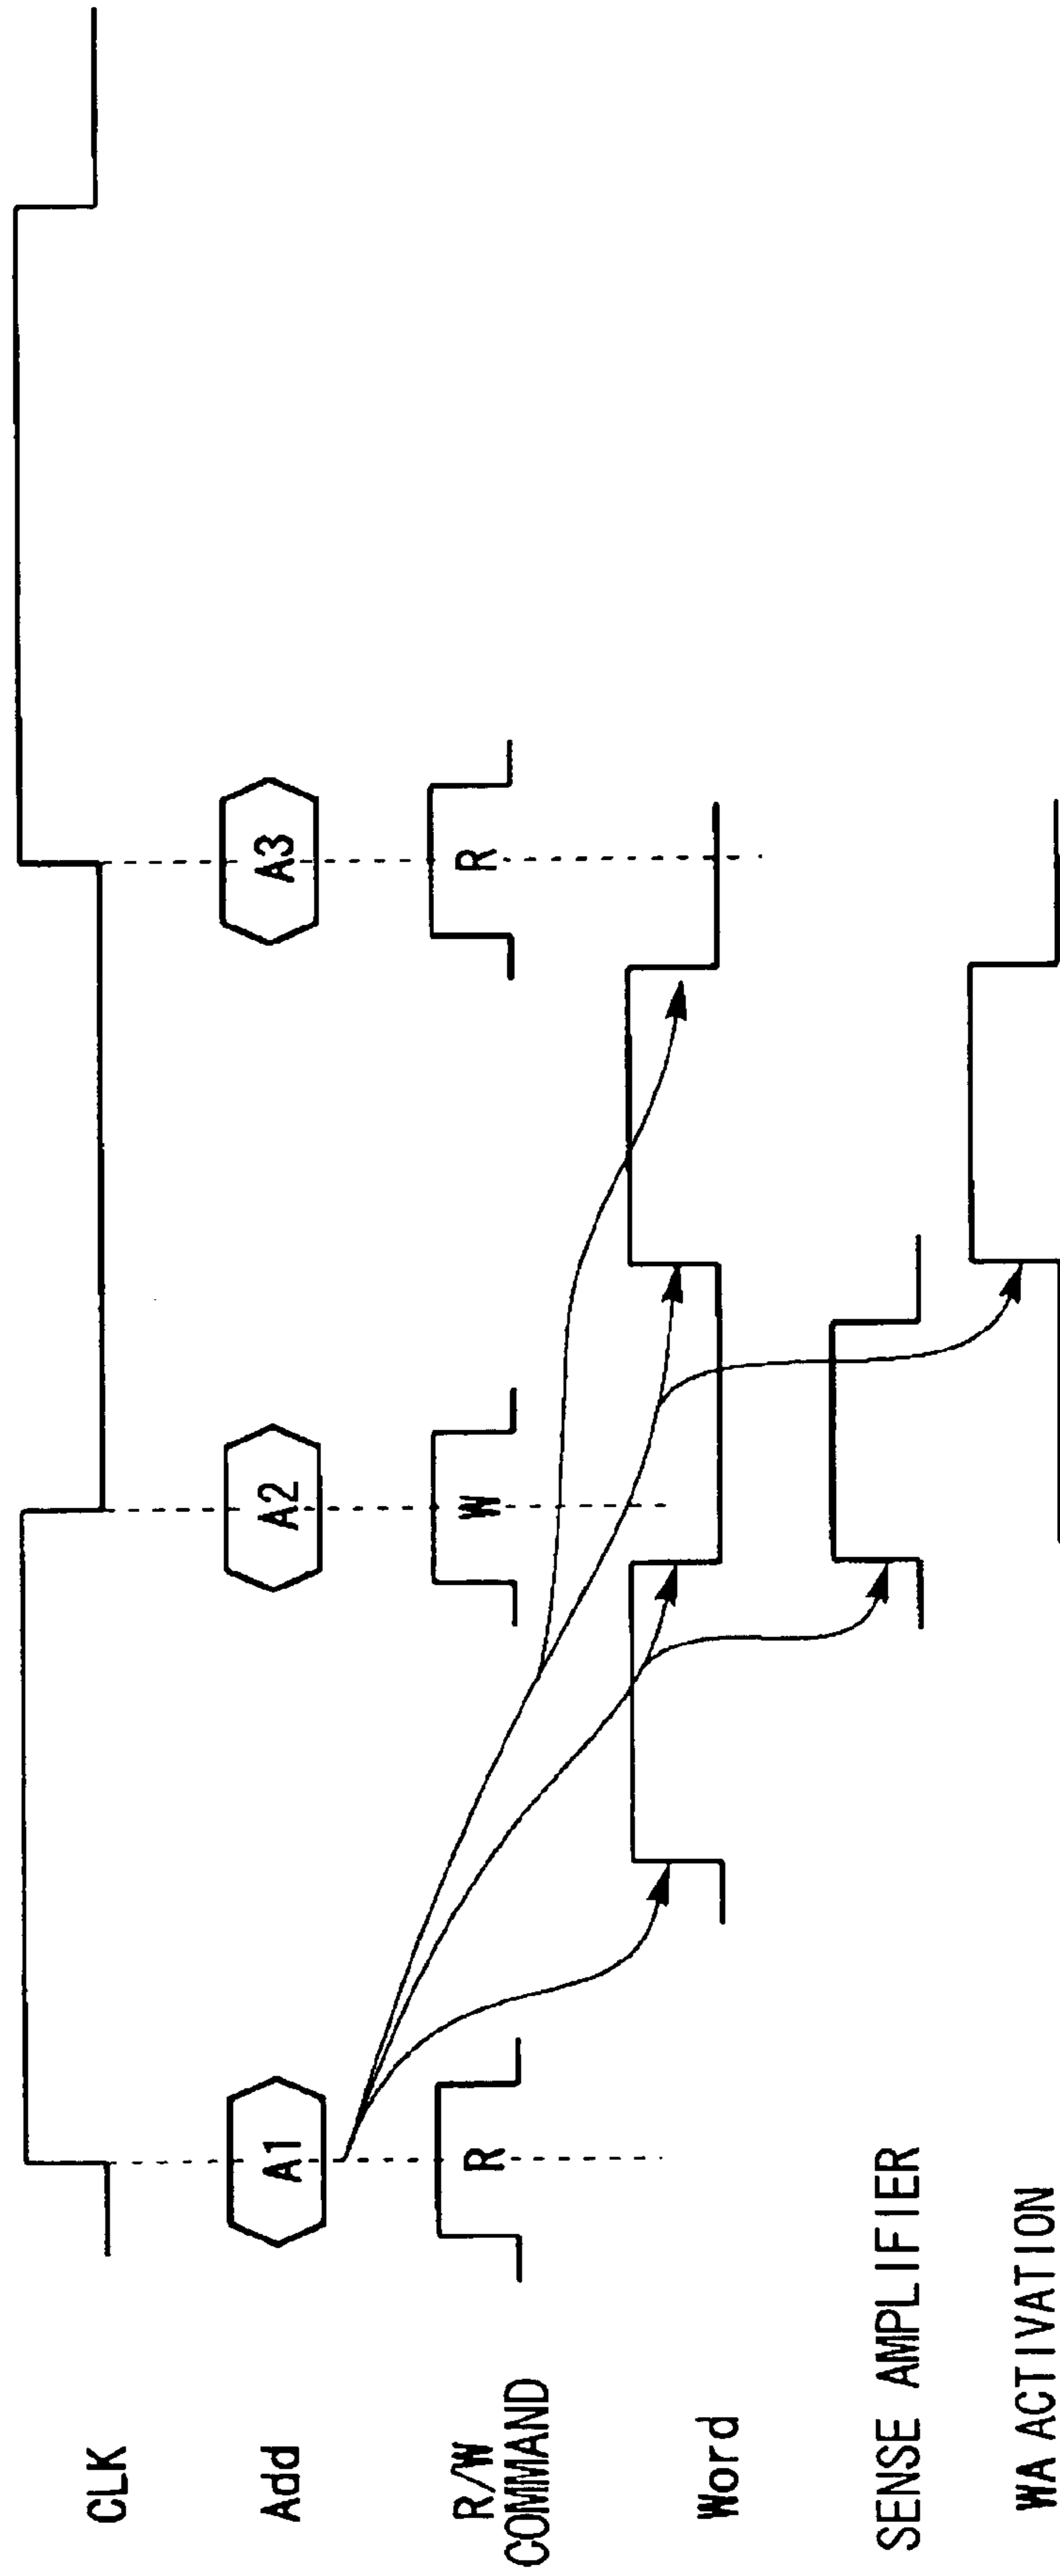 CLK
Add
A1
A2
A3
R/W
COMMAND
R
W
R
Word
SENSE AMPLIFIER
WA ACTIVATION